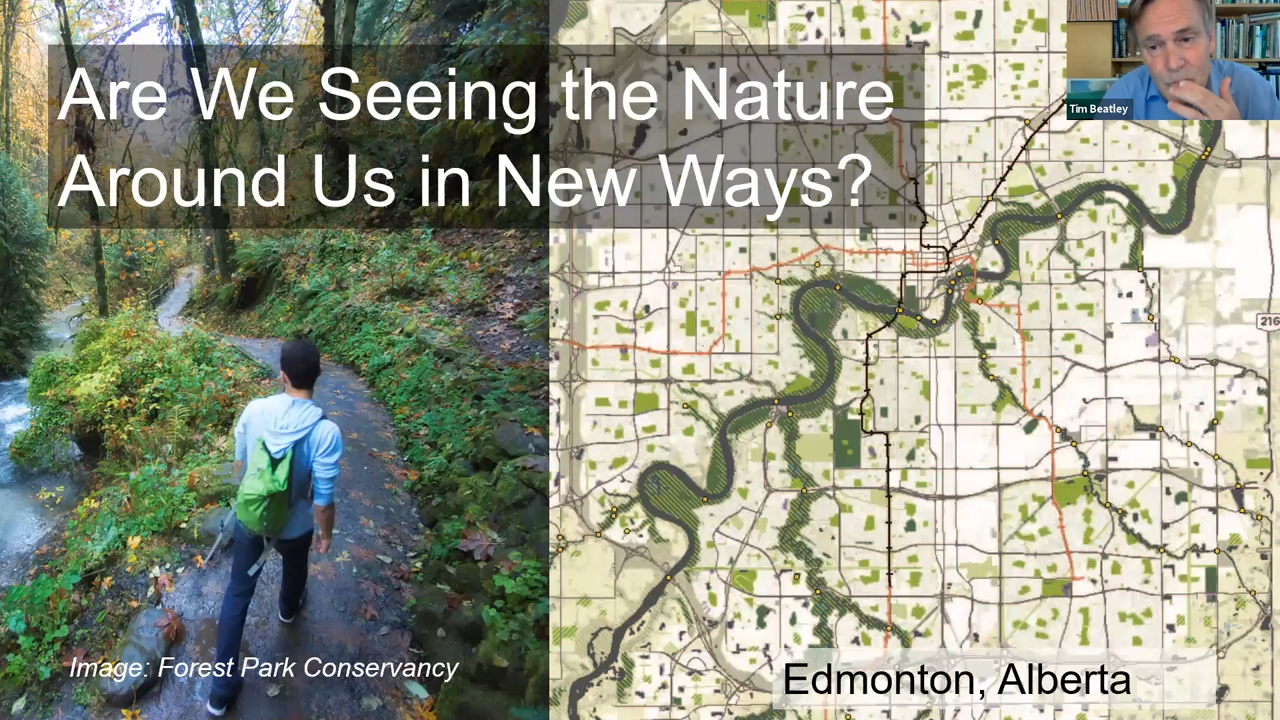 Are We Seeing the Nature
Around Us in New Ways?
Tim Beatley
216
Image: Forest Park Conservancy
Edmonton, Alberta